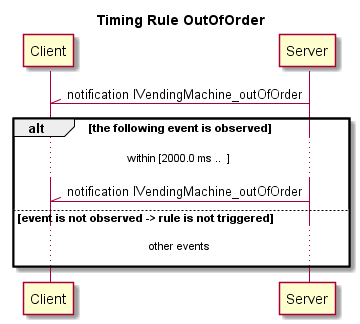 Timing Rule OutOfOrder
Client Server
notification IVendingMachine_outOfOrder
alt [the following event is observed]
within [2000.0 ms .. ]
notification IVendingMachine_outOfOrder
[event is not observed -> rule is not triggered]
other events
Client Server